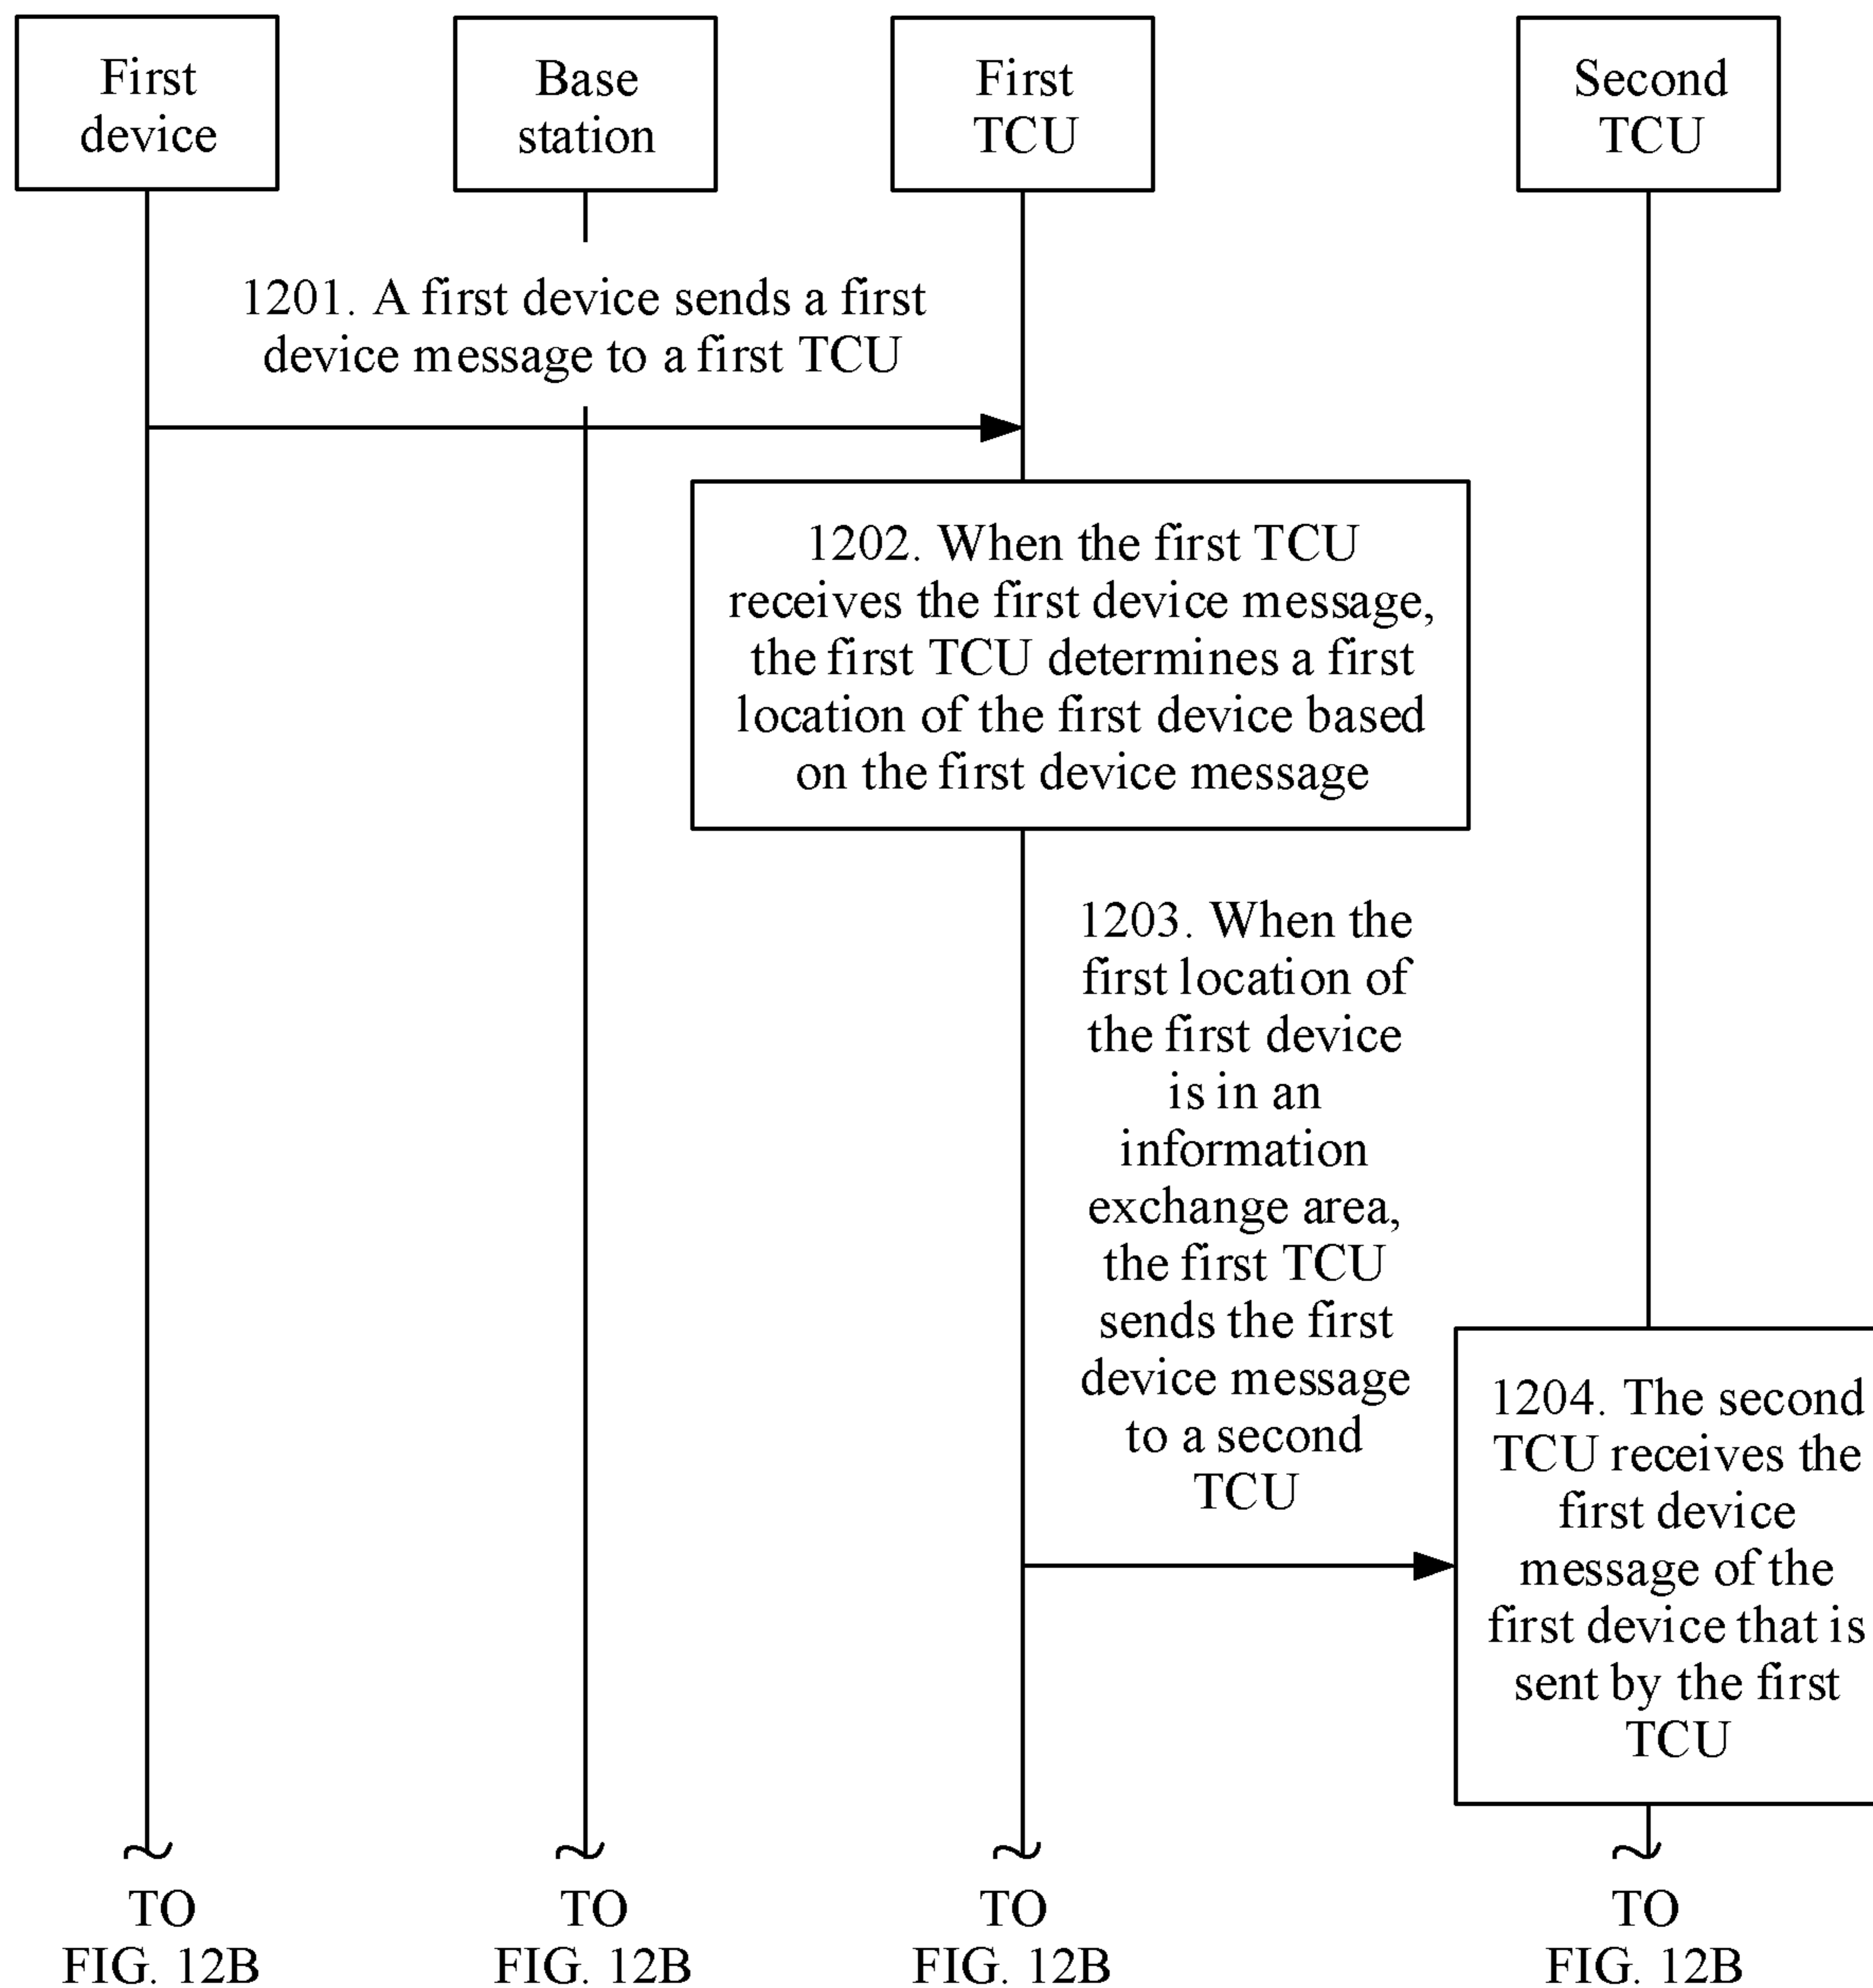 First
device
Base
station
First
TCU
Second
TCU
1201. A first device sends a first
device message to a first TCU
1202. When the first TCU
receives the first device message,
the first TCU determines a first
location of the first device based
on the first device message
1203. When the
first location of
the first device
is in an
information
exchange area,
the first TCU
sends the first
device message
to a second
TCU
1204. The second
TCU receives the
first device
message of the
first device that is
sent by the first
TCU
TO
FIG. 12B
TO
FIG. 12B
TO
FIG. 12B
TO
FIG. 12B